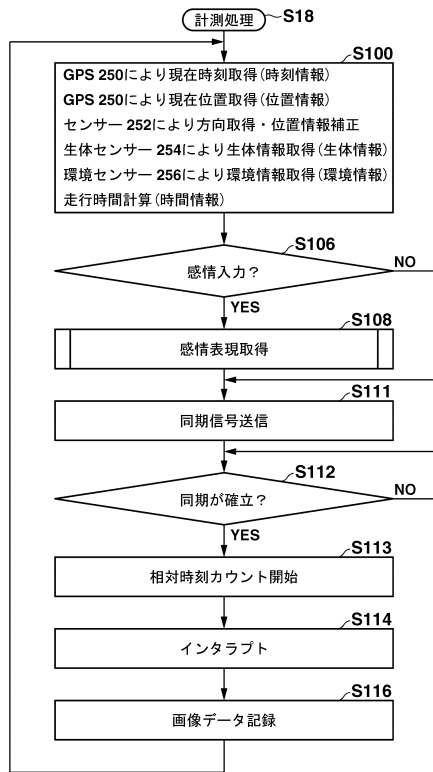 計測処理
S18
S100
GPS 250により現在時刻取得(時刻情報)
GPS 250により現在位置取得(位置情報)
センサー252により方向取得・位置情報補正
生体センサー254により生体情報取得(生体情報)
環境センサー256により環境情報取得(環境情報)
走行時間計算(時間情報)
S106
感情入力?
NO
YES
S108
感情表現取得
S111
同期信号送信
S112
同期が確立?
NO
YES
S113
相対時刻カウント開始
S114
インタラプト
S116
画像データ記録